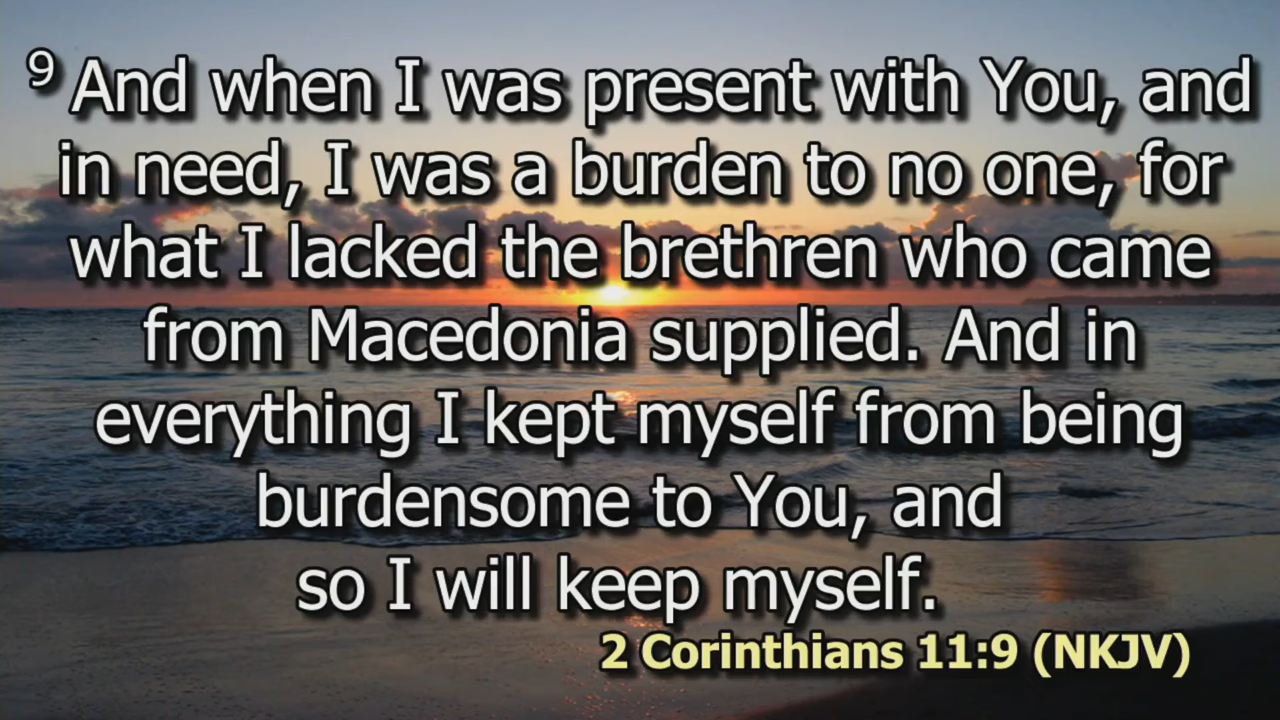 9 And when I was present with You, and
in need, I was a burden to no one, for
what I lacked the brethren who came
from Macedonia supplied. And in
everything I kept myself from being
burdensome to You, and
so I will keep myself.
2 Corinthians 11:9 (NKJV)